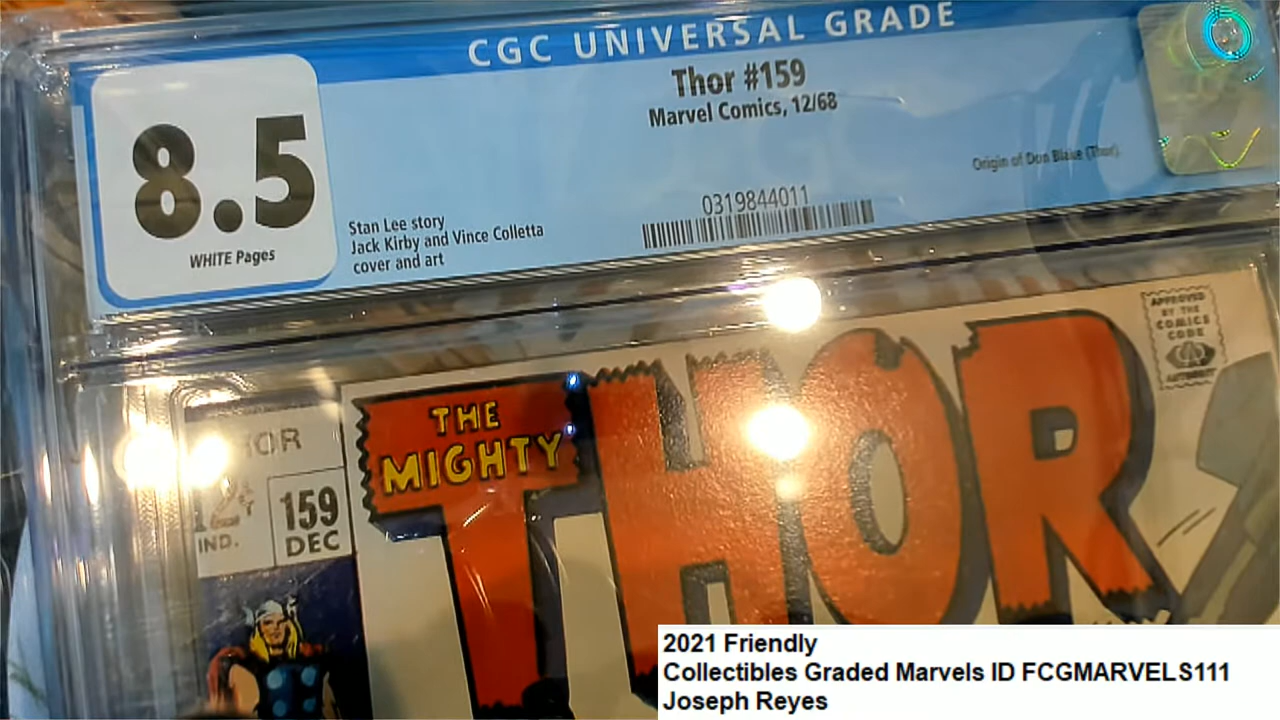 CGC UNIVERSAL GRADE
8.5
WHITE Pages
Thor #159
Marvel Comics, 12/68
Origin of Don Blake (Thor).
Stan Lee story
Jack Kirby and Vince Colletta
cover and art
0319844011
APPROVED
BY THE
COMICS
CODE
AUTHORITY
THOR
12¢
IND.
159
DEC
THE
MIGHTY
THOR
2021 Friendly
Collectibles Graded Marvels ID FCGMARVELS111
Joseph Reyes